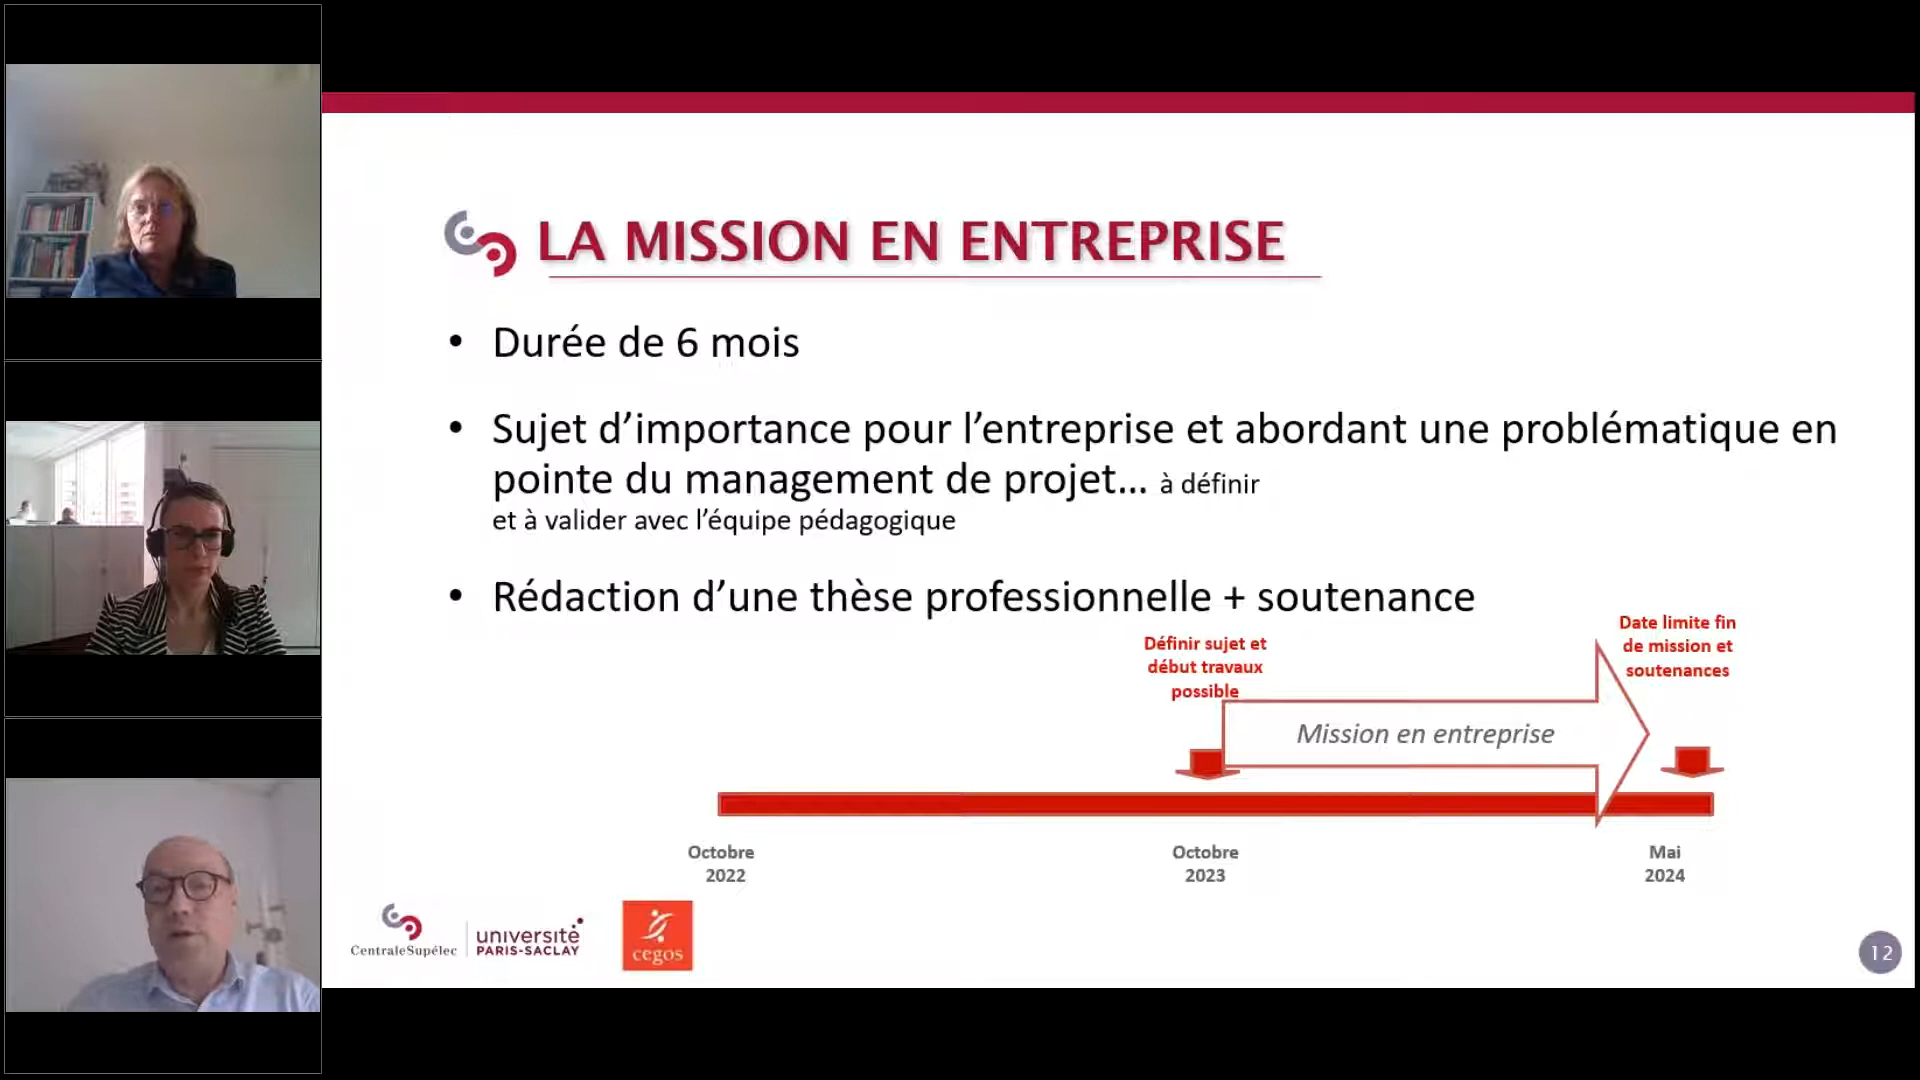 LA MISSION EN ENTREPRISE
• Durée de 6 mois
• Sujet d’importance pour l’entreprise et abordant une problématique en
pointe du management de projet... à définir
et à valider avec l’équipe pédagogique
• Rédaction d’une thèse professionnelle + soutenance
Définir sujet et
début travaux
possible
Date limite fin
de mission et
soutenances
Mission en entreprise
Octobre
2022
Octobre
2023
Mai
2024
CentraleSupélec
université
PARIS-SACLAY
cegos
12